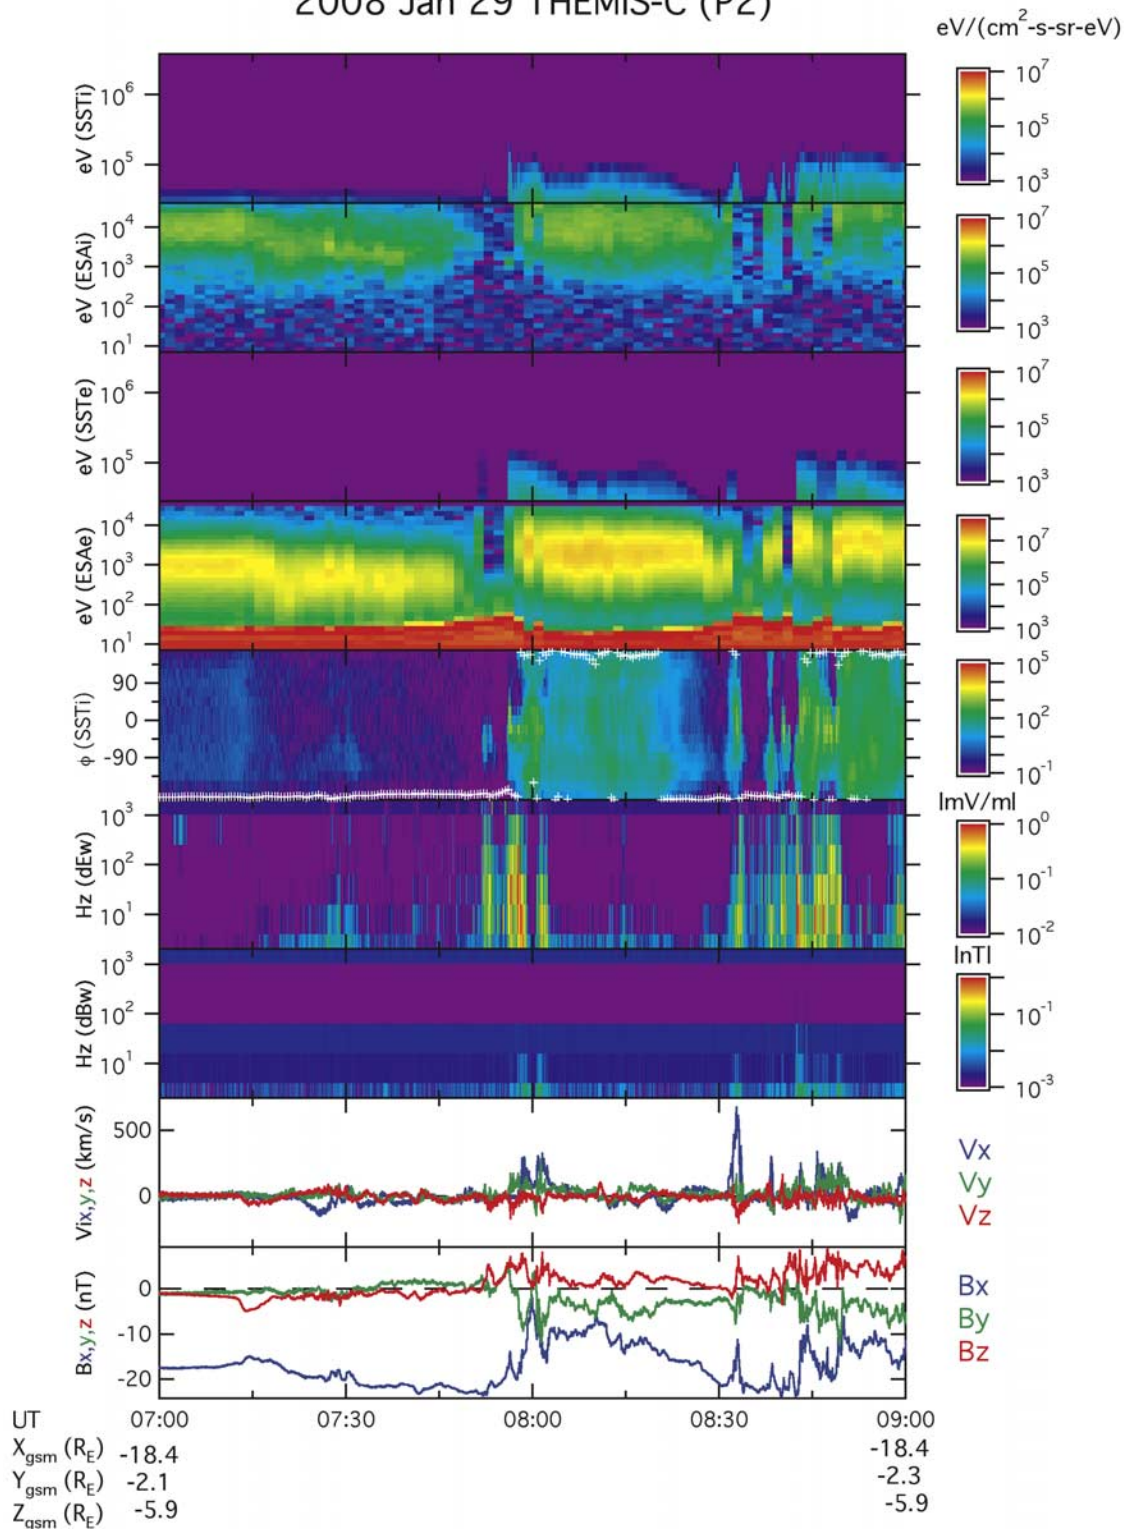 2008 Jan 29 THEMIS-C (P2)
eV/(cm²-s-sr-eV)
eV (SSTi)
10⁶
10⁵
10⁷
10⁵
10³
eV (ESAi)
10⁴
10³
10²
10¹
10⁷
10⁵
10³
eV (SSTe)
10⁶
10⁵
10⁷
10⁵
10³
eV (ESAe)
10⁴
10³
10²
10¹
10⁷
10⁵
10³
φ (SSTi)
90
0
-90
10⁵
10²
10⁻¹
Hz (dEw)
10³
10²
10¹
|mV/m|
10⁰
10⁻¹
10⁻²
Hz (dBw)
10³
10²
10¹
|nT|
10⁻¹
10⁻³
Vix,y,z (km/s)
500
0
Vx
Vy
Vz
Bx,y,z (nT)
0
-10
-20
Bx
By
Bz
UT 07:00 07:30 08:00 08:30 09:00
Xgsm (RE) -18.4 -18.4
Ygsm (RE) -2.1 -2.3
Zgsm (RE) -5.9 -5.9